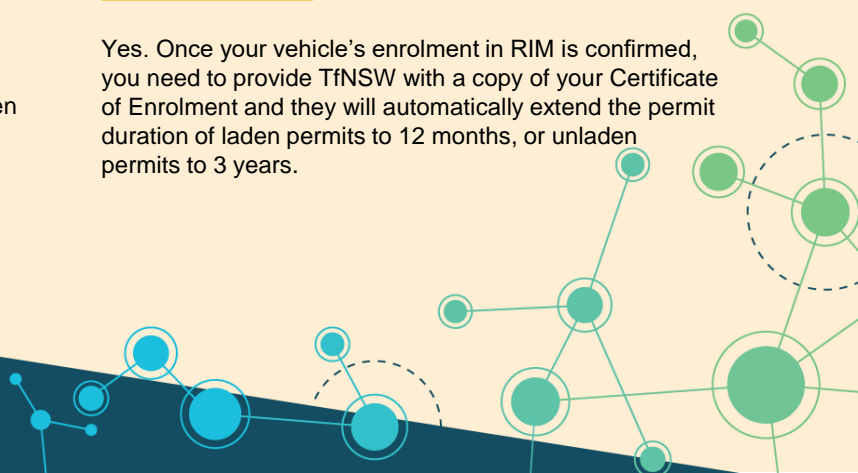 Yes. Once your vehicle’s enrolment in RIM is confirmed,
you need to provide TfNSW with a copy of your Certificate
of Enrolment and they will automatically extend the permit
duration of laden permits to 12 months, or unladen
permits to 3 years.